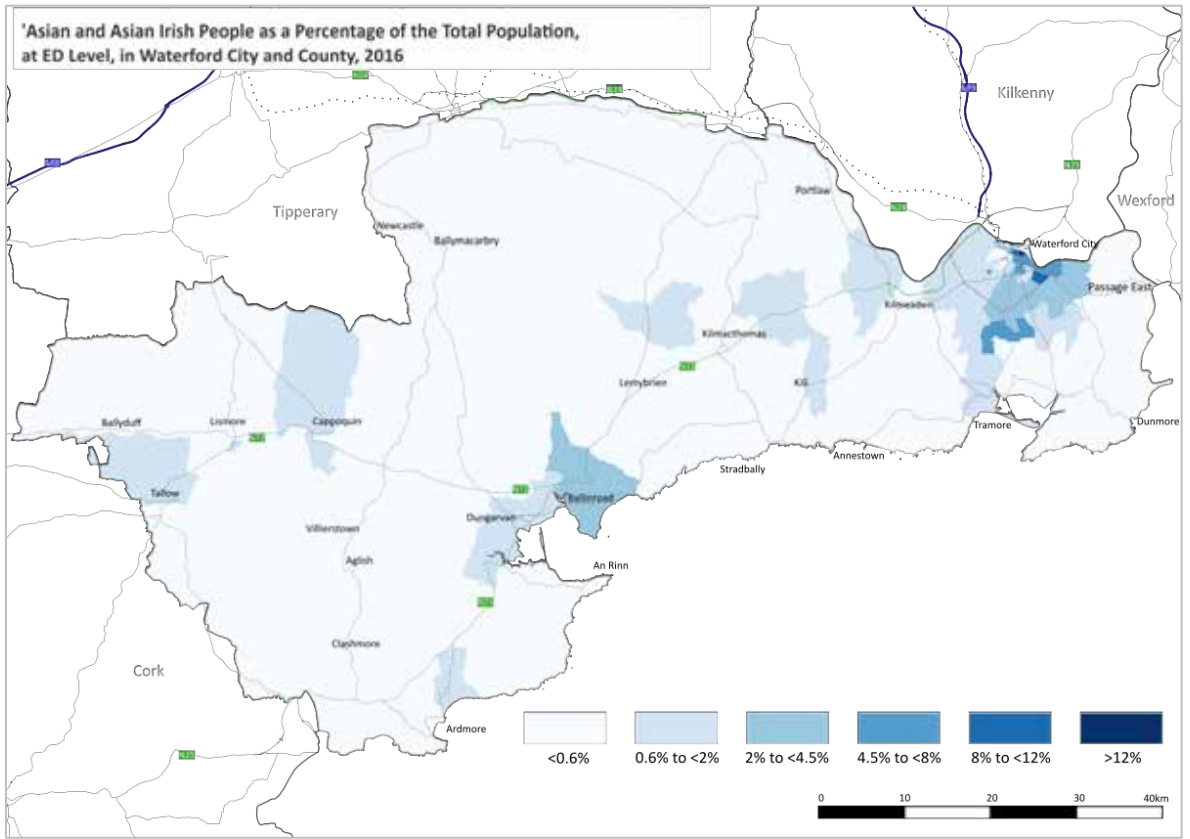 'Asian and Asian Irish People as a Percentage of the Total Population,
at ED Level, in Waterford City and County, 2016
Kilkenny
Wexford
Tipperary
Portlaw
Newcastle
Ballymacarbry
Waterford City
Passage East
Kilmeaden
Kilmacthomas
Lemybrien
Kill
Ballyduff
Lismore
Cappoquin
Tramore
Dunmore
Annestown
Stradbally
Tallow
Ballinroad
Dungarvan
Villierstown
Aglish
An Rinn
Clashmore
Cork
Ardmore
<0.6%
0.6% to <2%
2% to <4.5%
4.5% to <8%
8% to <12%
>12%
0 10 20 30 40km